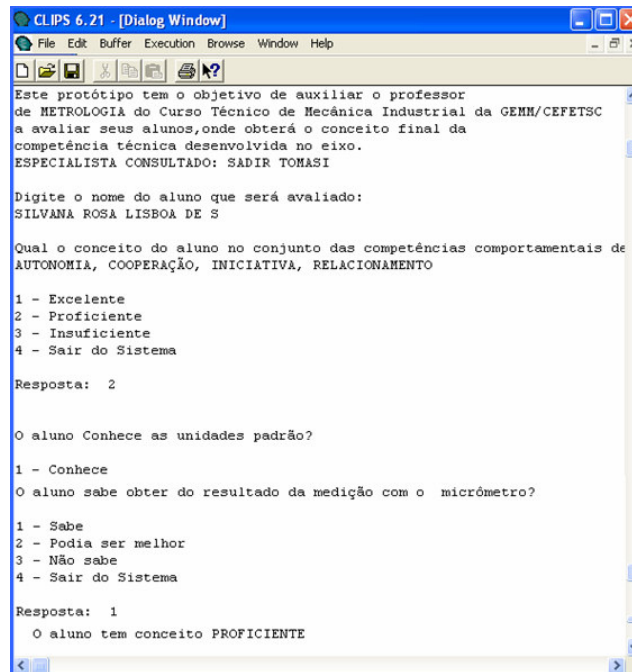 CLIPS 6.21 - [Dialog Window]
File Edit Buffer Execution Browse Window Help
Este protótipo tem o objetivo de auxiliar o professor
de METROLOGIA do Curso Técnico de Mecânica Industrial da GEMM/CEFETSC
a avaliar seus alunos,onde obterá o conceito final da
competência técnica desenvolvida no eixo.
ESPECIALISTA CONSULTADO: SADIR TOMASI
Digite o nome do aluno que será avaliado:
SILVANA ROSA LISBOA DE S
Qual o conceito do aluno no conjunto das competências comportamentais de
AUTONOMIA, COOPERAÇÃO, INICIATIVA, RELACIONAMENTO
1 - Excelente
2 - Proficiente
3 - Insuficiente
4 - Sair do Sistema
Resposta: 2
O aluno Conhece as unidades padrão?
1 - Conhece
O aluno sabe obter do resultado da medição com o micrômetro?
1 - Sabe
2 - Podia ser melhor
3 - Não sabe
4 - Sair do Sistema
Resposta: 1
O aluno tem conceito PROFICIENTE